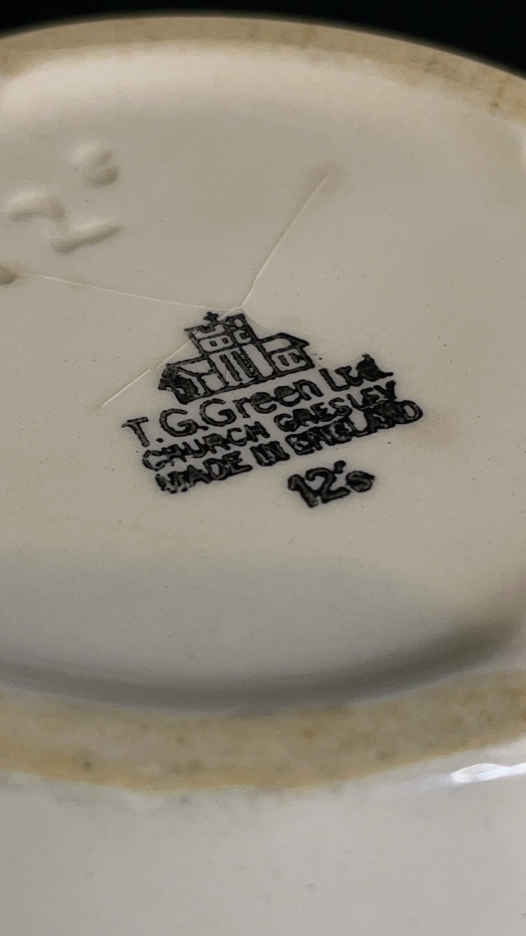 T.G.Green Ltd
CHURCH GRESLEY
MADE IN ENGLAND
12's